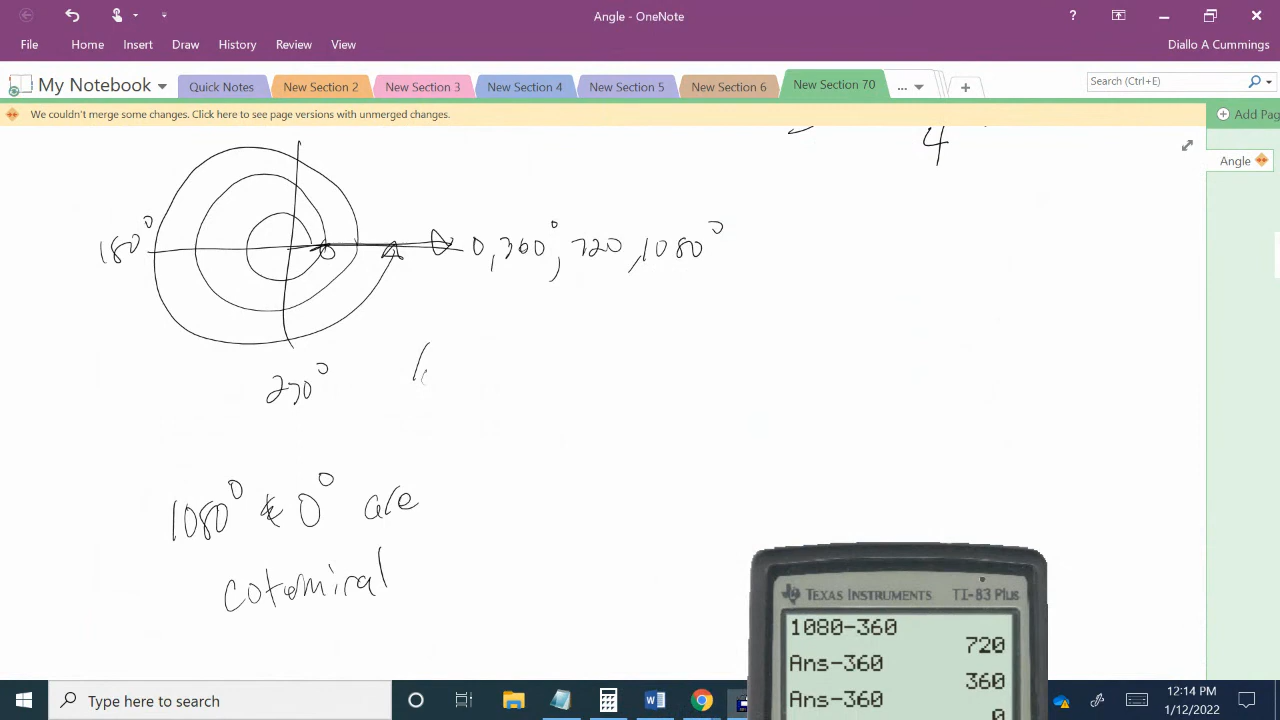 Angle - OneNote
?
File Home Insert Draw History Review View
Diallo A Cummings
My Notebook
Quick Notes
New Section 2
New Section 3
New Section 4
New Section 5
New Section 6
New Section 70
...
+
Search (Ctrl+E)
We couldn't merge some changes. Click here to see page versions with unmerged changes.
Add Pag
Angle
4
180°
0, 360°, 720, 1080°
270°
1080° & 0° are
coterminal
TEXAS INSTRUMENTS TI-83 Plus
1080-360
720
Ans-360
360
Ans-360
0
Type here to search
12:14 PM
1/12/2022